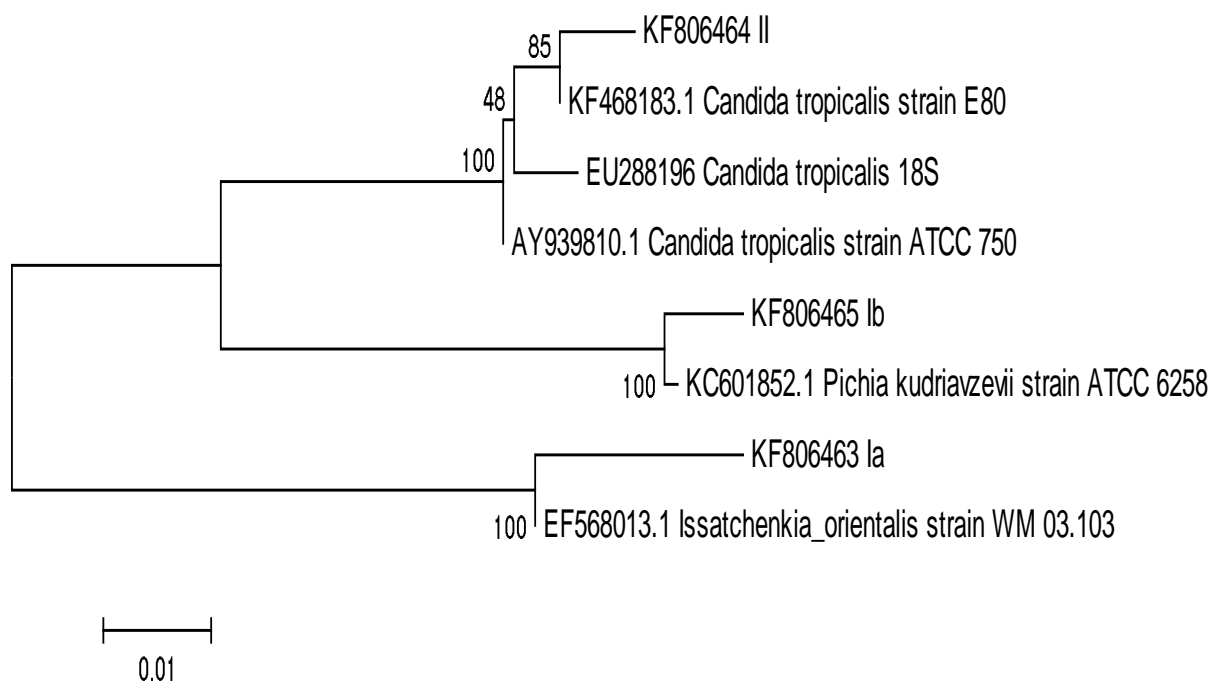 KF806464 II
85
KF468183.1 Candida tropicalis strain E80
48
EU288196 Candida tropicalis 18S
100
AY939810.1 Candida tropicalis strain ATCC 750
KF806465 Ib
100
KC601852.1 Pichia kudriavzevii strain ATCC 6258
KF806463 Ia
100
EF568013.1 Issatchenkia_orientalis strain WM 03.103
0.01